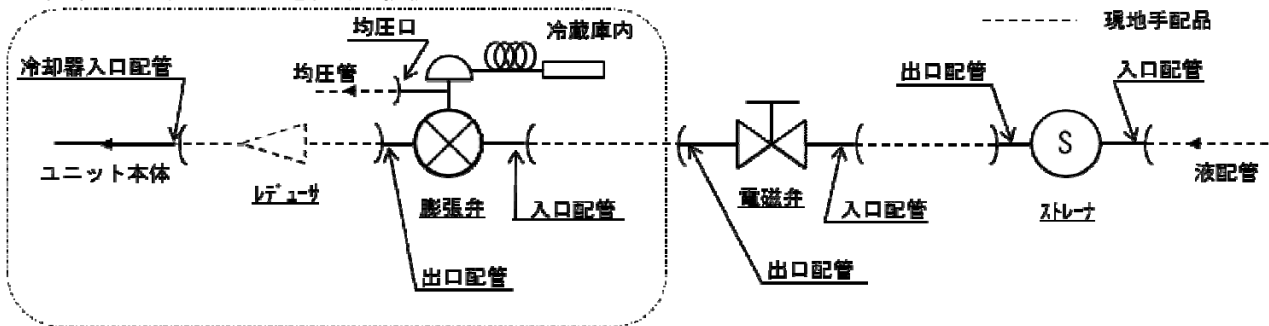 均圧口
冷蔵庫内
現地手配品
冷却器入口配管
均圧管
出口配管
入口配管
S
ユニット本体
ﾚﾃﾞｭｰｻ
膨張弁
入口配管
電磁弁
入口配管
ｽﾄﾚｰﾅ
液配管
出口配管
出口配管